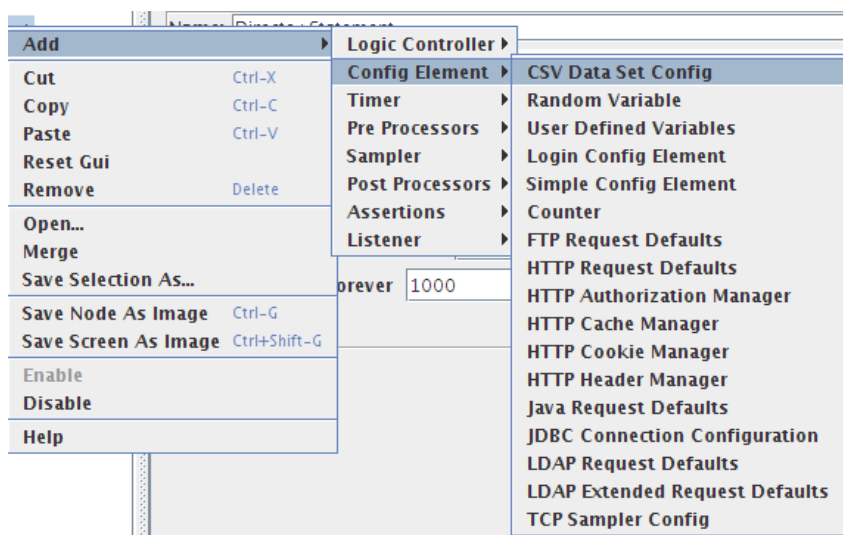 Add
Cut Ctrl-X
Copy Ctrl-C
Paste Ctrl-V
Reset Gui
Remove Delete
Open...
Merge
Save Selection As...
Save Node As Image Ctrl-G
Save Screen As Image Ctrl+Shift-G
Enable
Disable
Help
Logic Controller
Config Element
Timer
Pre Processors
Sampler
Post Processors
Assertions
Listener
orever 1000
CSV Data Set Config
Random Variable
User Defined Variables
Login Config Element
Simple Config Element
Counter
FTP Request Defaults
HTTP Request Defaults
HTTP Authorization Manager
HTTP Cache Manager
HTTP Cookie Manager
HTTP Header Manager
Java Request Defaults
JDBC Connection Configuration
LDAP Request Defaults
LDAP Extended Request Defaults
TCP Sampler Config